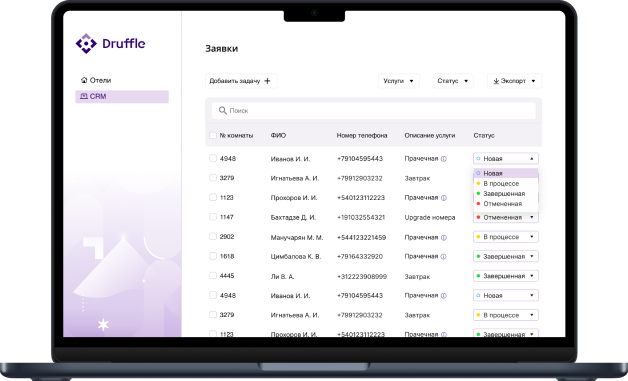 Druffle
Заявки
Отели
CRM
Добавить задачу +
Услуги
Статус
Экспорт
Поиск
№ комнаты ФИО Номер телефона Описание услуги Статус
4948 Иванов И. И. +79104595443 Прачечная Новая
Новая
3279 Игнатьева А. И. +79912903232 Завтрак
В процессе
Завершенная
1123 Прохоров И. И. +540123112223 Прачечная
Отмененная
1147 Бахтадзе Д. И. +191032554321 Upgrade номера Отмененная
2902 Манучарян М. М. +544123221459 Прачечная В процессе
1618 Цимбалова К. В. +79164332920 Прачечная Завершенная
4445 Ли В. А. +312223908999 Завтрак Завершенная
4948 Иванов И. И. +79104595443 Прачечная Новая
3279 Игнатьева А. И. +79912903232 Завтрак В процессе
1123 Прохоров И. И. +540123112223 Прачечная Завершенная